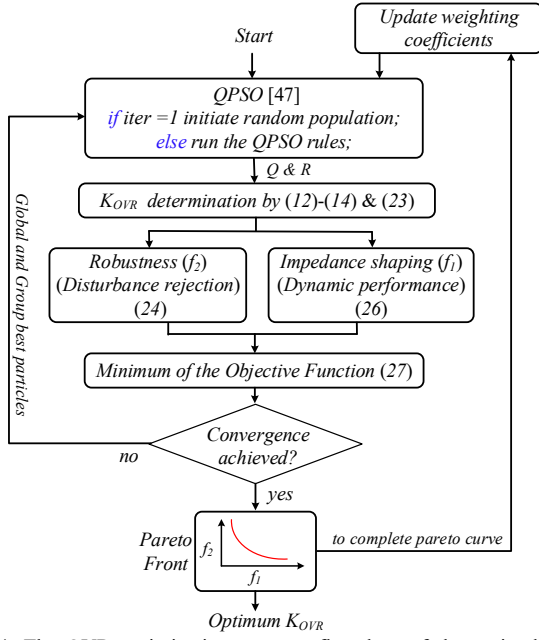 Start
Update weighting
coefficients
QPSO [47]
if iter =1 initiate random population;
else run the QPSO rules;
Q & R
K_OVR determination by (12)-(14) & (23)
Robustness (f2)
(Disturbance rejection)
(24)
Impedance shaping (f1)
(Dynamic performance)
(26)
Minimum of the Objective Function (27)
Global and Group best particles
Convergence
achieved?
no
yes
Pareto
Front
f2
f1
to complete pareto curve
Optimum K_OVR